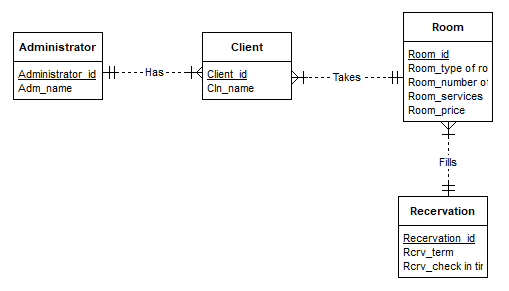 Administrator
Administrator_id
Adm_name
Has
Client
Client_id
Cln_name
Takes
Room
Room_id
Room_type of ro
Room_number of
Room_services
Room_price
Fills
Recervation
Recervation_id
Rcrv_term
Rcrv_check in tir